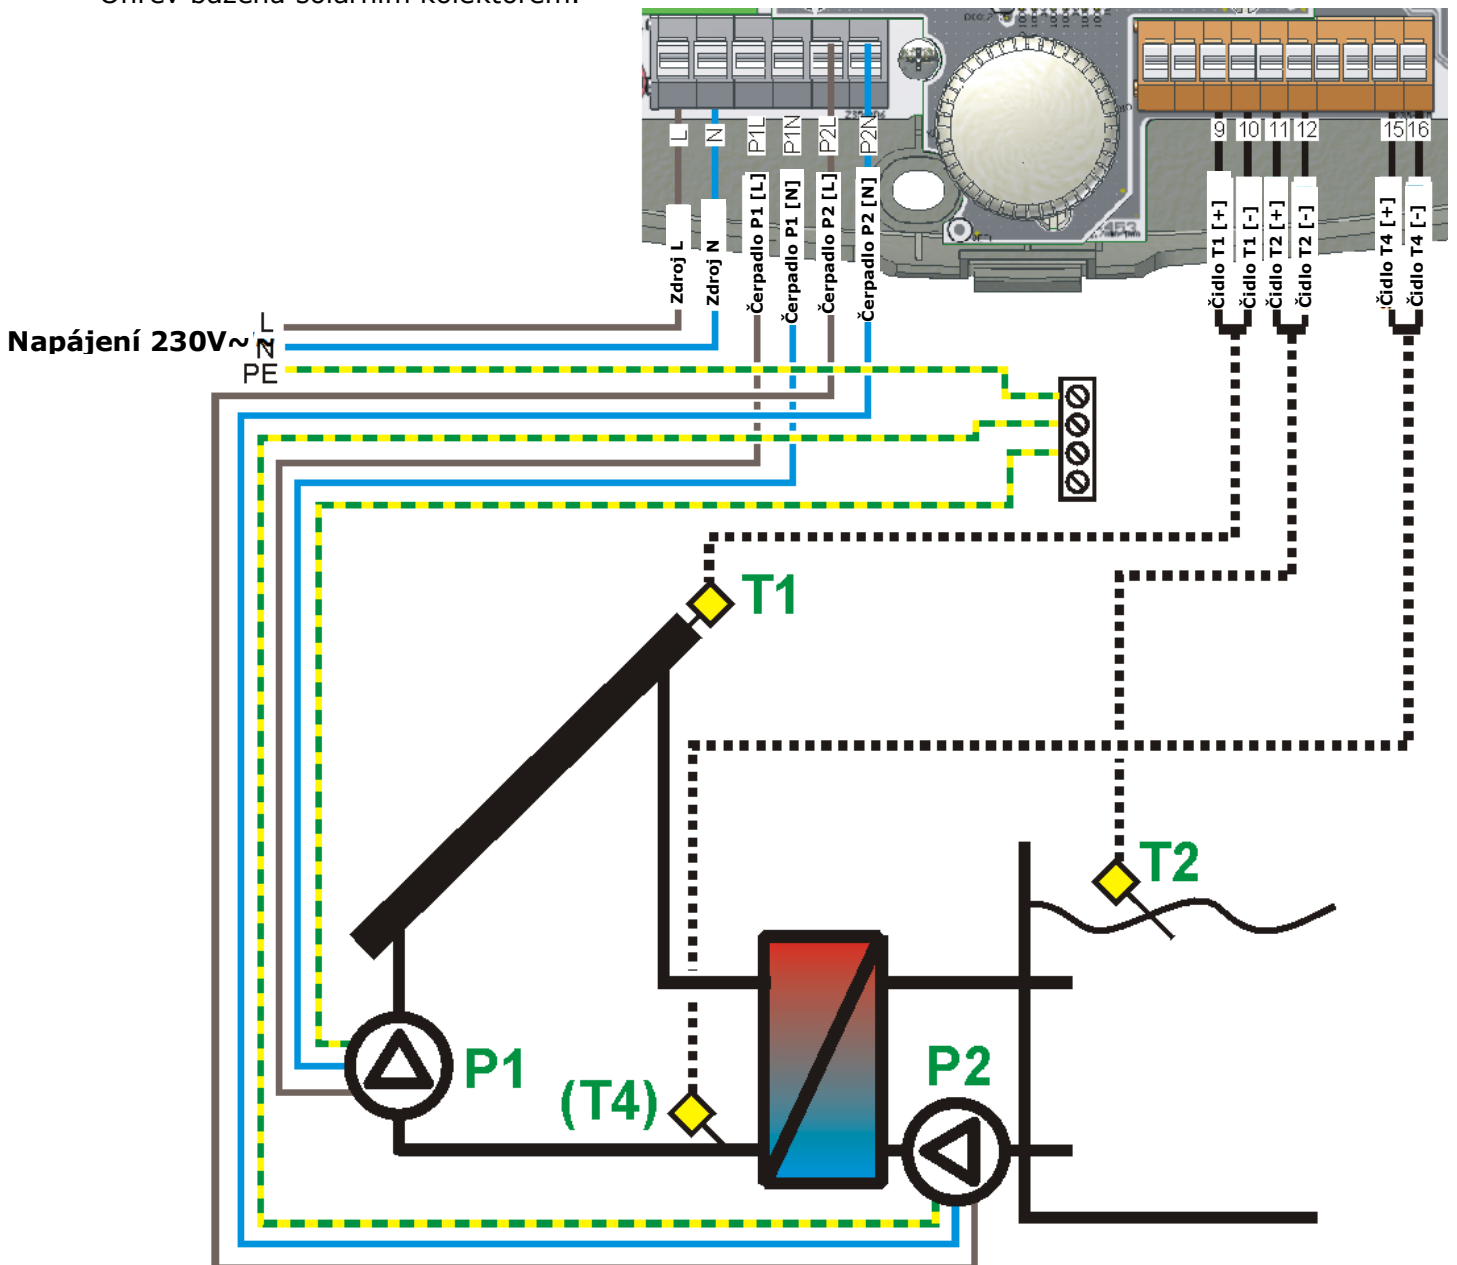 Ohřev bazénu solárním kolektorem.
L
N
P1L
P1N
P2L
P2N
9
10
11
12
15
16
Zdroj L
Zdroj N
Čerpadlo P1 [L]
Čerpadlo P1 [N]
Čerpadlo P2 [L]
Čerpadlo P2 [N]
Čidlo T1 [+]
Čidlo T1 [-]
Čidlo T2 [+]
Čidlo T2 [-]
Čidlo T4 [+]
Čidlo T4 [-]
Napájení 230V~
L
N
PE
T1
T2
P1
(T4)
P2